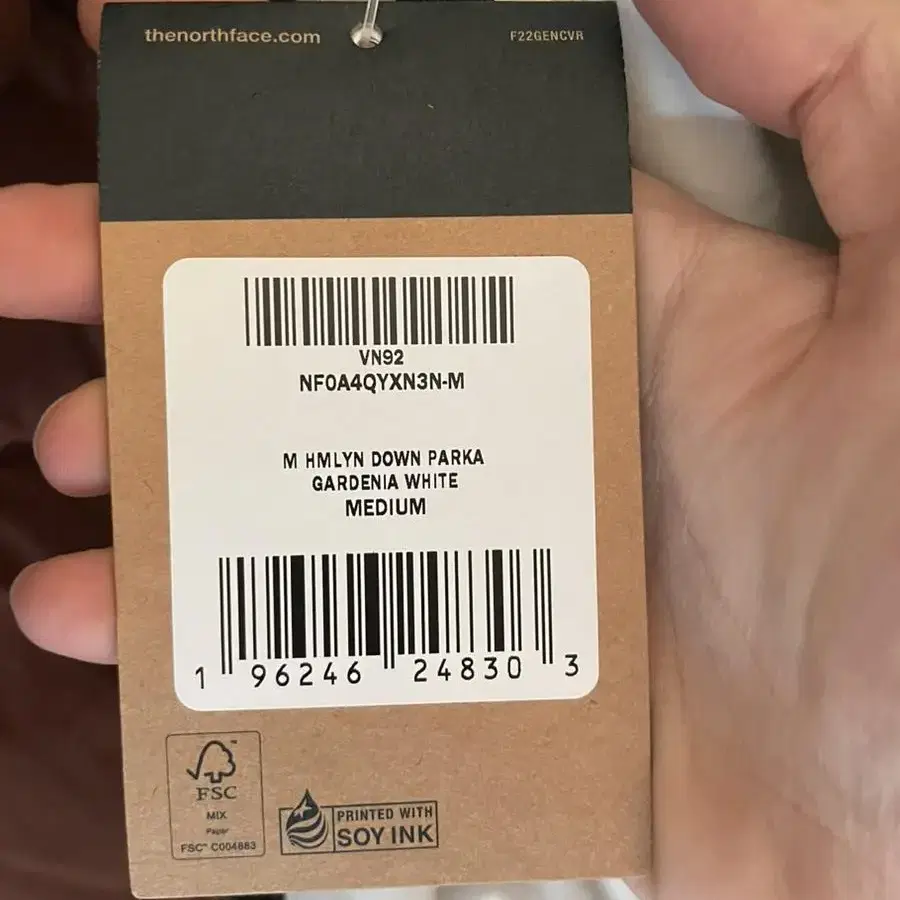 thenorthface.com
F22GENCVR
VN92
NF0A4QYXN3N-M
M HMLYN DOWN PARKA
GARDENIA WHITE
MEDIUM
1 96246 24830 3
FSC
MIX
Paper
FSC™ C004883
PRINTED WITH
SOY INK